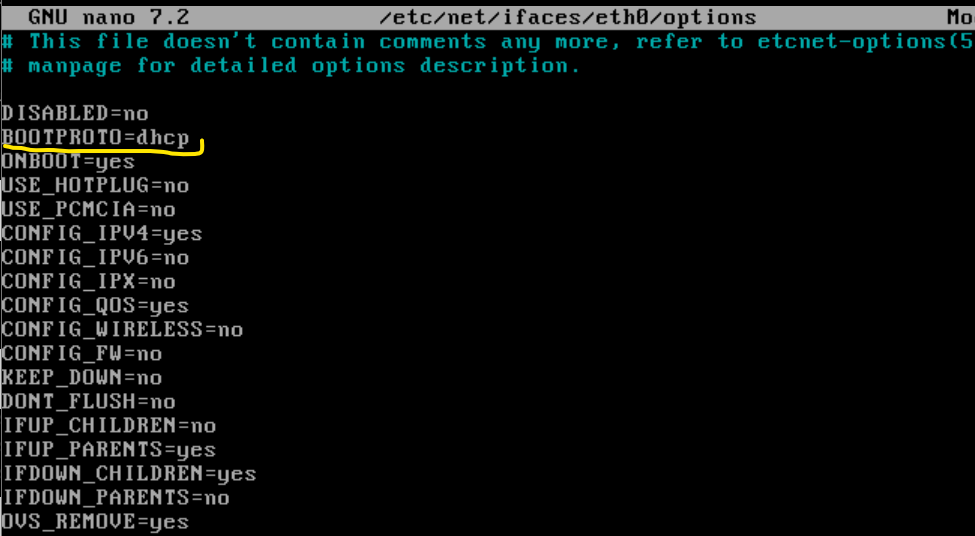 GNU nano 7.2 /etc/net/ifaces/eth0/options Mo
# This file doesn't contain comments any more, refer to etcnet-options(5
# manpage for detailed options description.
DISABLED=no
BOOTPROTO=dhcp
ONBOOT=yes
USE_HOTPLUG=no
USE_PCMCIA=no
CONFIG_IPV4=yes
CONFIG_IPV6=no
CONFIG_IPX=no
CONFIG_QOS=yes
CONFIG_WIRELESS=no
CONFIG_FW=no
KEEP_DOWN=no
DONT_FLUSH=no
IFUP_CHILDREN=no
IFUP_PARENTS=yes
IFDOWN_CHILDREN=yes
IFDOWN_PARENTS=no
OVS_REMOVE=yes